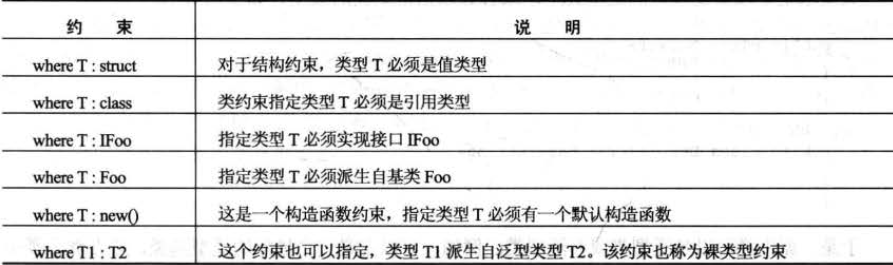 约 束 说 明
where T : struct 对于结构约束，类型 T 必须是值类型
where T : class 类约束指定类型 T 必须是引用类型
where T : IFoo 指定类型 T 必须实现接口 IFoo
where T : Foo 指定类型 T 必须派生自基类 Foo
where T : new() 这是一个构造函数约束，指定类型 T 必须有一个默认构造函数
where T1 : T2 这个约束也可以指定，类型 T1 派生自泛型类型 T2。该约束也称为裸类型约束